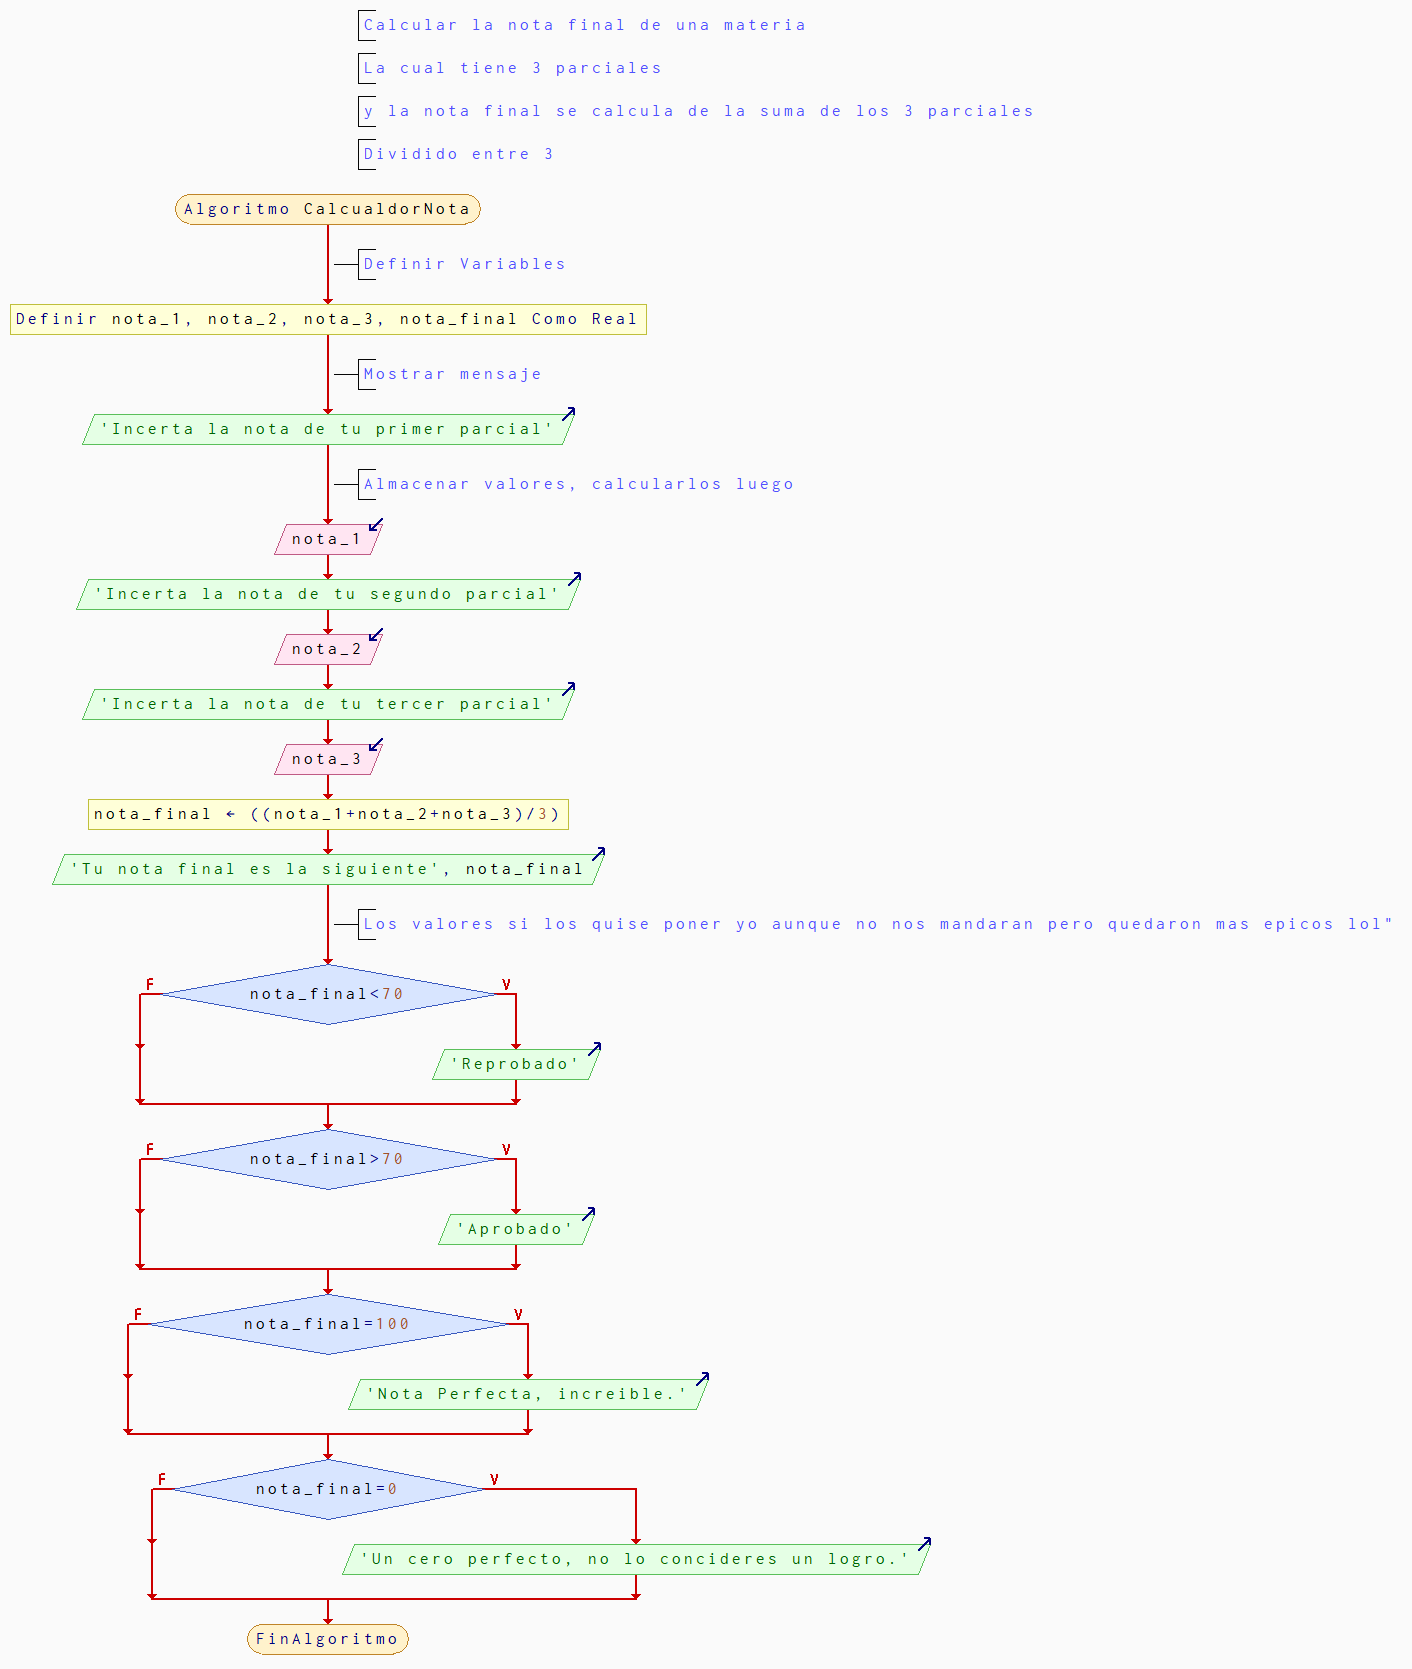 Calcular la nota final de una materia
La cual tiene 3 parciales
y la nota final se calcula de la suma de los 3 parciales
Dividido entre 3
Algoritmo CalcualdorNota
Definir Variables
Definir nota_1, nota_2, nota_3, nota_final Como Real
Mostrar mensaje
'Incerta la nota de tu primer parcial'
Almacenar valores, calcularlos luego
nota_1
'Incerta la nota de tu segundo parcial'
nota_2
'Incerta la nota de tu tercer parcial'
nota_3
nota_final ← ((nota_1+nota_2+nota_3)/3)
'Tu nota final es la siguiente', nota_final
Los valores si los quise poner yo aunque no nos mandaran pero quedaron mas epicos lol"
F V
nota_final<70
'Reprobado'
F V
nota_final>70
'Aprobado'
F V
nota_final=100
'Nota Perfecta, increible.'
F V
nota_final=0
'Un cero perfecto, no lo concideres un logro.'
FinAlgoritmo